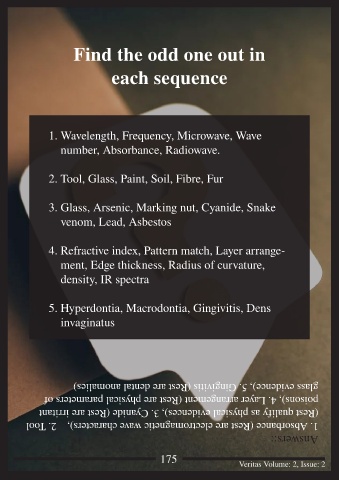 Find the odd one out in
each sequence
1. Wavelength, Frequency, Microwave, Wave
number, Absorbance, Radiowave.
2. Tool, Glass, Paint, Soil, Fibre, Fur
3. Glass, Arsenic, Marking nut, Cyanide, Snake
venom, Lead, Asbestos
4. Refractive index, Pattern match, Layer arrange-
ment, Edge thickness, Radius of curvature,
density, IR spectra
5. Hyperdontia, Macrodontia, Gingivitis, Dens
invaginatus
Answers::
1. Absorbance (Rest are electromagnetic wave characters), 2. Tool
(Rest quality as physical evidences), 3. Cyanide (Rest are irritant
poisons), 4. Layer arrangement (Rest are physical parameters of
glass evidence), 5. Gingivitis (Rest are dental anomalies)
175
Veritas Volume: 2, Issue: 2